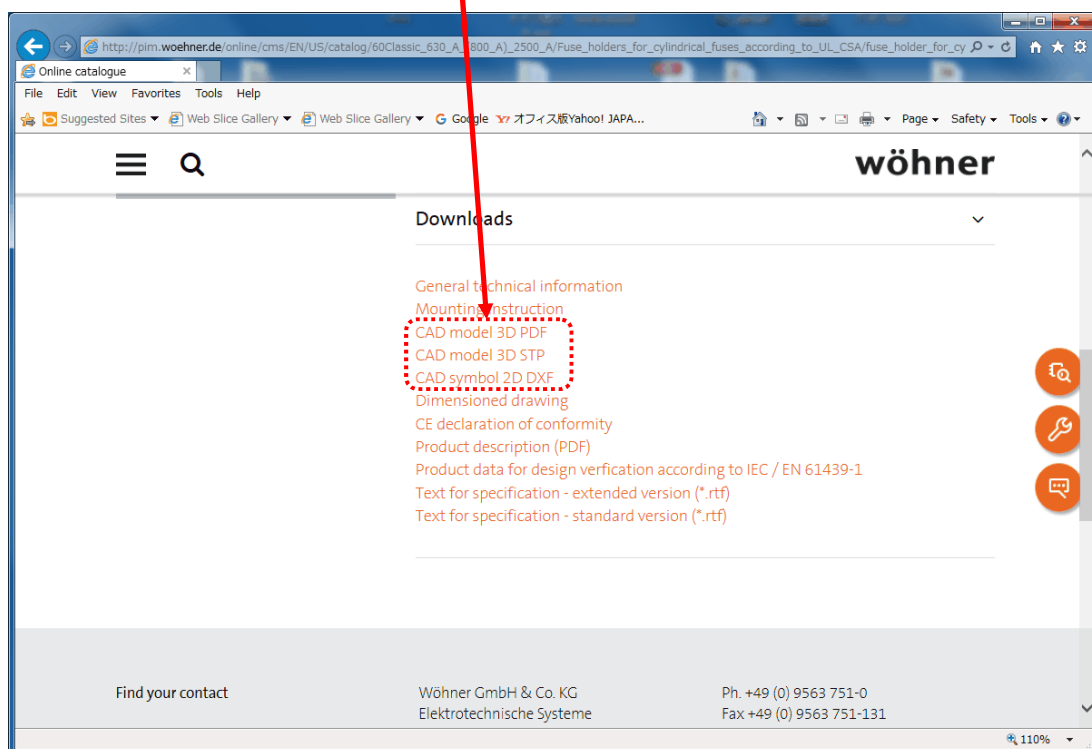 http://pim.woehner.de/online/cms/EN/US/catalog/60Classic_630_A_800_A)_2500_A/Fuse_holders_for_cylindrical_fuses_according_to_UL_CSA/fuse_holder_for_cy
Online catalogue
File Edit View Favorites Tools Help
Suggested Sites Web Slice Gallery Web Slice Gallery Google オフィス版Yahoo! JAPA... Page Safety Tools
wöhner
Downloads
General technical information
Mounting instruction
CAD model 3D PDF
CAD model 3D STP
CAD symbol 2D DXF
Dimensioned drawing
CE declaration of conformity
Product description (PDF)
Product data for design verfication according to IEC / EN 61439-1
Text for specification - extended version (*.rtf)
Text for specification - standard version (*.rtf)
Find your contact
Wöhner GmbH & Co. KG
Elektrotechnische Systeme
Ph. +49 (0) 9563 751-0
Fax +49 (0) 9563 751-131
110%